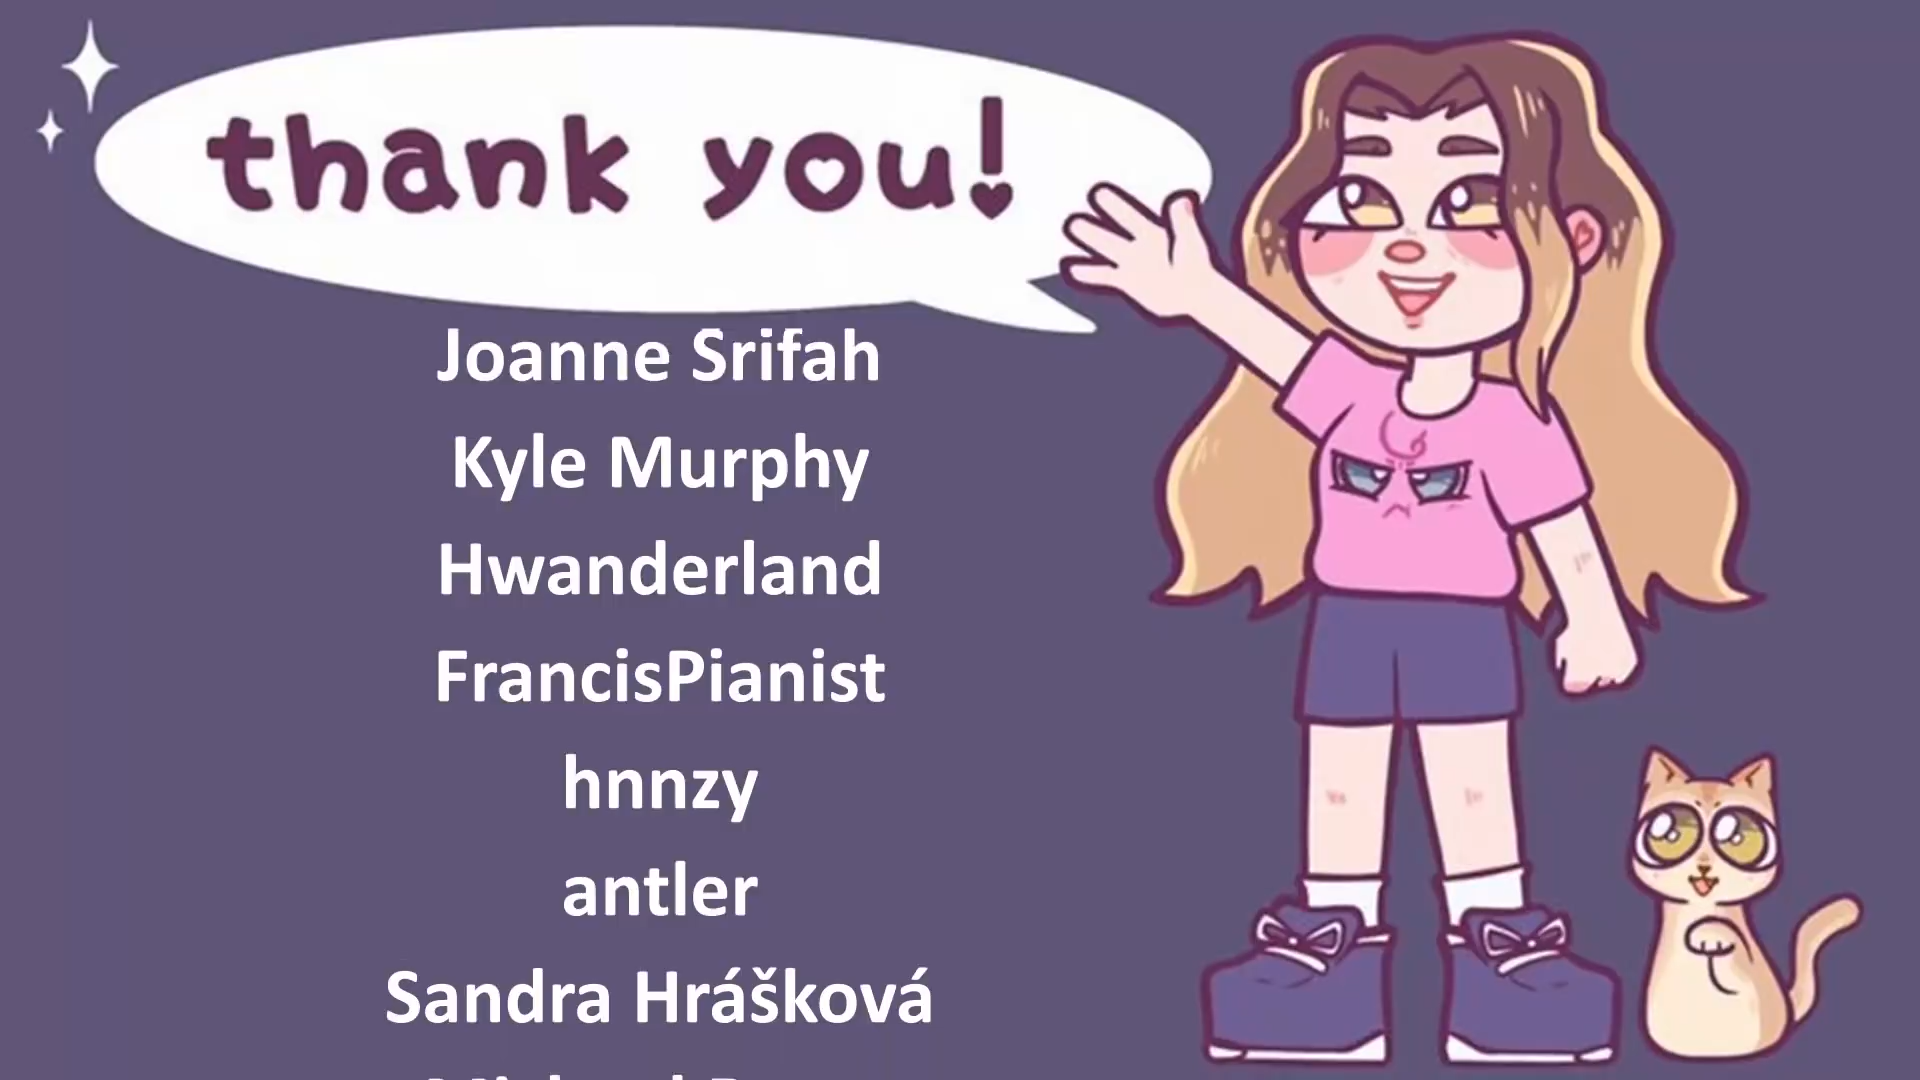 thank you!
Joanne Srifah
Kyle Murphy
Hwanderland
FrancisPianist
hnnzy
antler
Sandra Hrášková